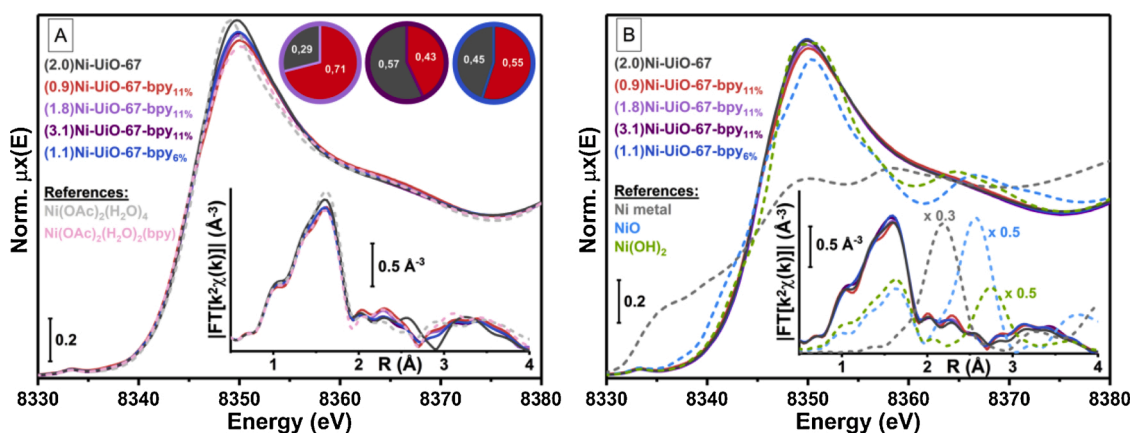 A
(2.0)Ni-UiO-67
(0.9)Ni-UiO-67-bpy11%
(1.8)Ni-UiO-67-bpy11%
(3.1)Ni-UiO-67-bpy11%
(1.1)Ni-UiO-67-bpy6%
References:
Ni(OAc)2(H2O)4
Ni(OAc)2(H2O)2(bpy)
0,29
0,71
0,57
0,43
0,45
0,55
0.5 Å-3
|FT[k2χ(k)]| (Å-3)
1 2 3 4
R (Å)
0.2
Norm. μx(E)
8330 8340 8350 8360 8370 8380
Energy (eV)
B
(2.0)Ni-UiO-67
(0.9)Ni-UiO-67-bpy11%
(1.8)Ni-UiO-67-bpy11%
(3.1)Ni-UiO-67-bpy11%
(1.1)Ni-UiO-67-bpy6%
References:
Ni metal
NiO
Ni(OH)2
x 0.3
x 0.5
x 0.5
0.5 Å-3
|FT[k2χ(k)]| (Å-3)
1 2 3 4
R (Å)
0.2
Norm. μx(E)
8330 8340 8350 8360 8370 8380
Energy (eV)